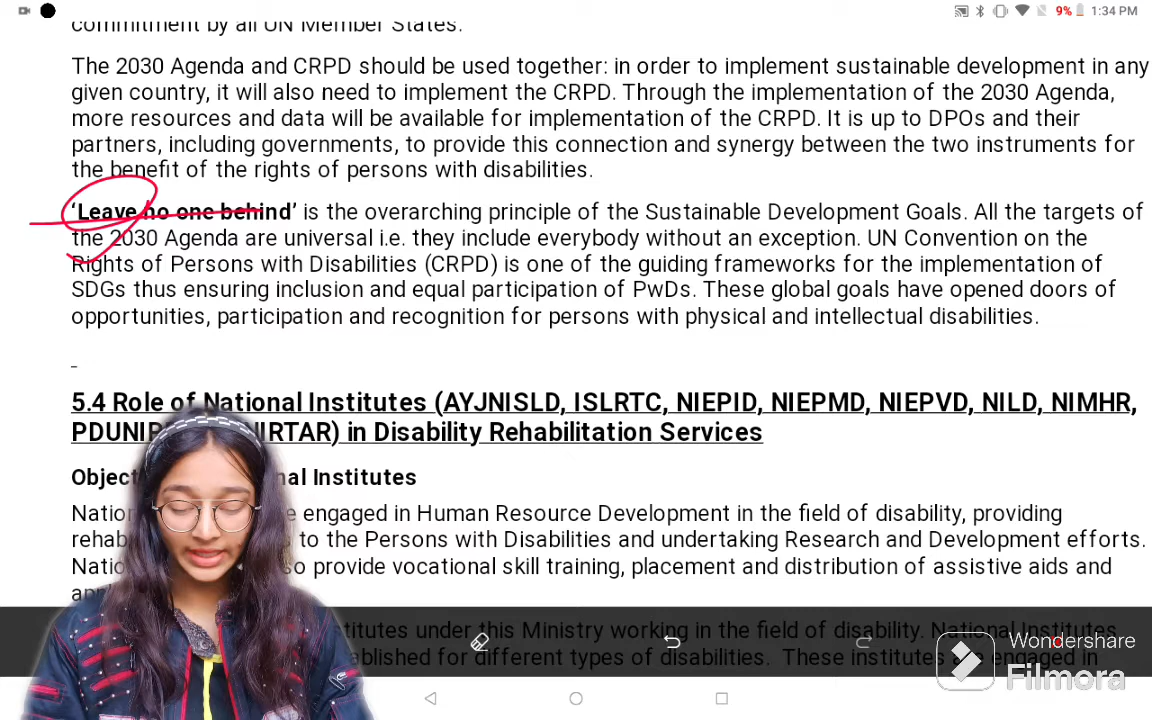 9% 1:34 PM
commitment by all UN Member States.
The 2030 Agenda and CRPD should be used together: in order to implement sustainable development in any
given country, it will also need to implement the CRPD. Through the implementation of the 2030 Agenda,
more resources and data will be available for implementation of the CRPD. It is up to DPOs and their
partners, including governments, to provide this connection and synergy between the two instruments for
the benefit of the rights of persons with disabilities.
‘Leave no one behind’ is the overarching principle of the Sustainable Development Goals. All the targets of
the 2030 Agenda are universal i.e. they include everybody without an exception. UN Convention on the
Rights of Persons with Disabilities (CRPD) is one of the guiding frameworks for the implementation of
SDGs thus ensuring inclusion and equal participation of PwDs. These global goals have opened doors of
opportunities, participation and recognition for persons with physical and intellectual disabilities.
5.4 Role of National Institutes (AYJNISLD, ISLRTC, NIEPID, NIEPMD, NIEPVD, NILD, NIMHR,
in Disability Rehabilitation Services
Institutes
engaged in Human Resource Development in the field of disability, providing
to the Persons with Disabilities and undertaking Research and Development efforts.
provide vocational skill training, placement and distribution of assistive aids and
under this Ministry working in the field of disability. National Institutes
for different types of disabilities. These institutes are engaged in
Wondershare
Filmora